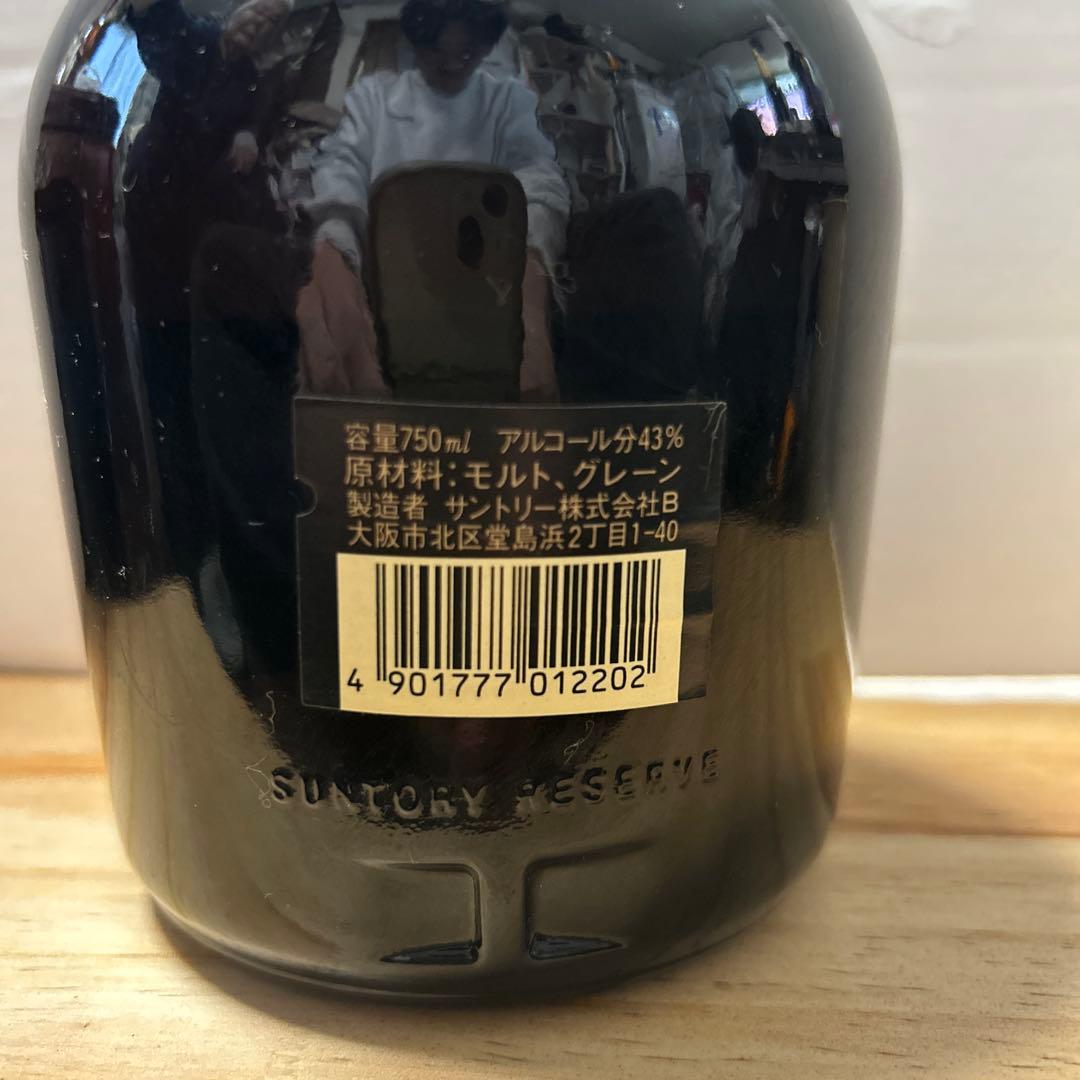 容量750ml アルコール分43%
原材料:モルト、グレーン
製造者 サントリー株式会社B
大阪市北区堂島浜2丁目1-40
4 901777 012202
SUNTORY RESERVE